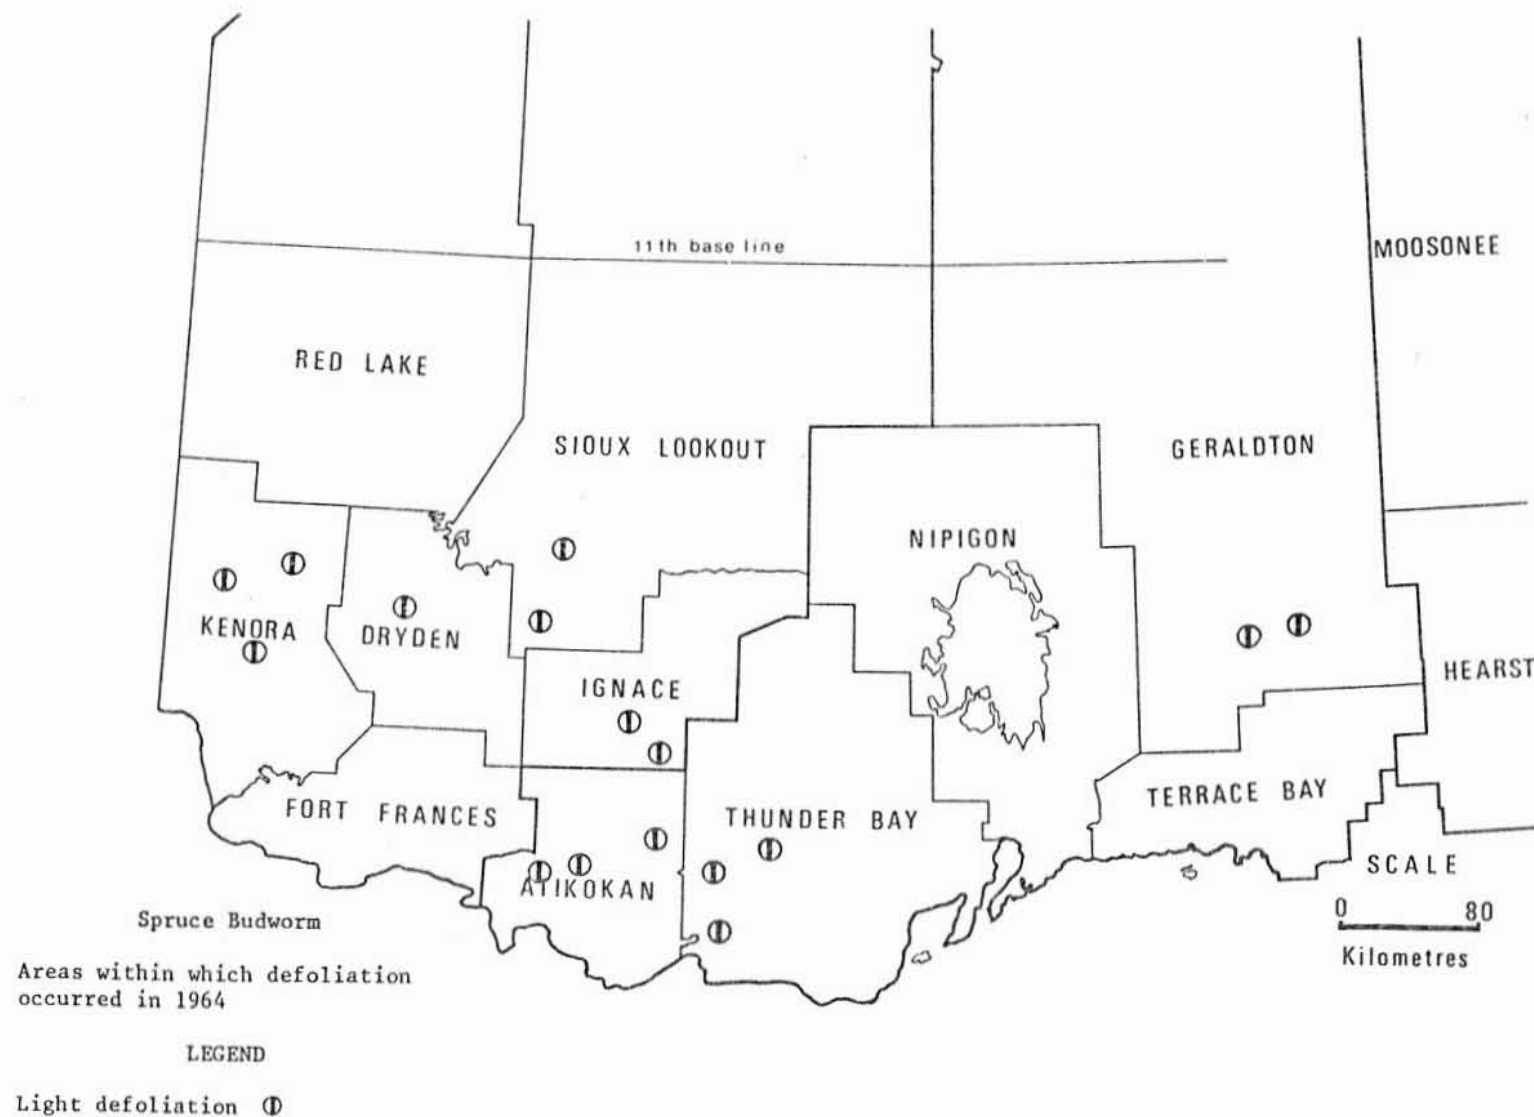 11th base line
MOOSONEE
RED LAKE
SIOUX LOOKOUT
GERALDTON
NIPIGON
KENORA
DRYDEN
IGNACE
HEARST
FORT FRANCES
THUNDER BAY
TERRACE BAY
ATIKOKAN
SCALE
0 80
Kilometres
Spruce Budworm
Areas within which defoliation
occurred in 1964
LEGEND
Light defoliation